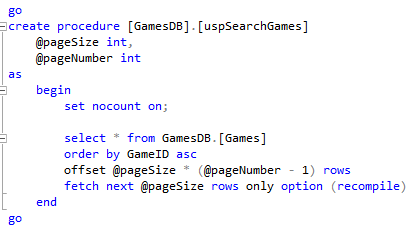 go
create procedure [GamesDB].[uspSearchGames]
    @pageSize int,
    @pageNumber int
as
    begin
        set nocount on;

        select * from GamesDB.[Games]
        order by GameID asc
        offset @pageSize * (@pageNumber - 1) rows
        fetch next @pageSize rows only option (recompile)
    end
go